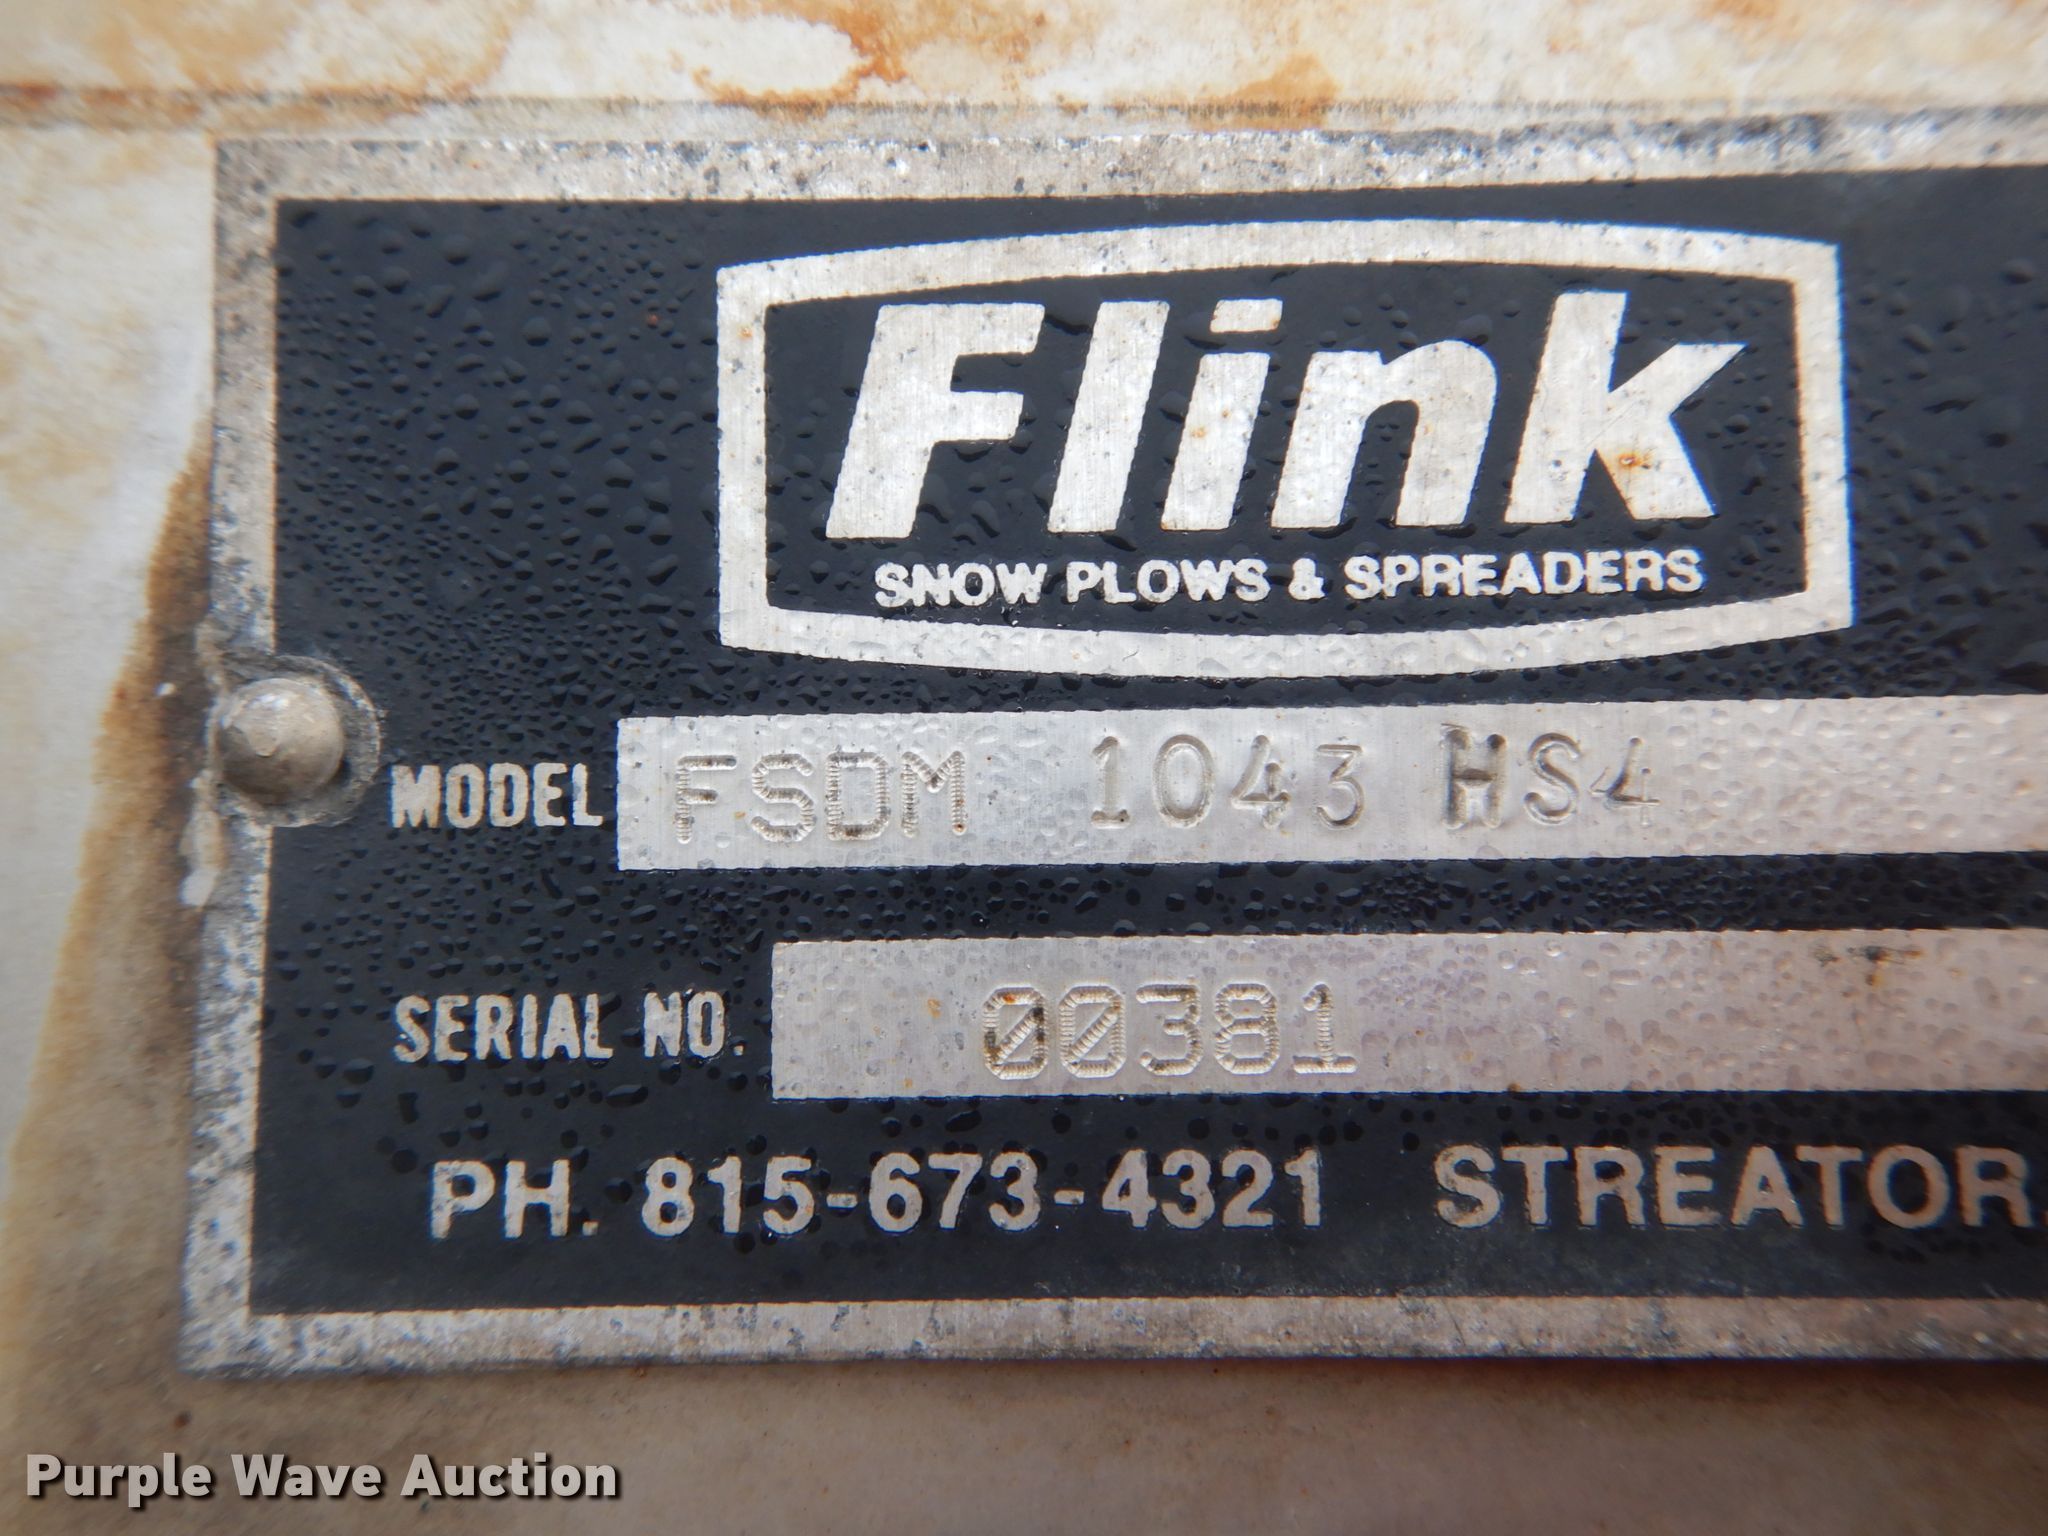 Flink
SNOW PLOWS & SPREADERS
MODEL FSDM 1043 HS4
SERIAL NO. 00381
PH. 815-673-4321 STREATOR,
Purple Wave Auction